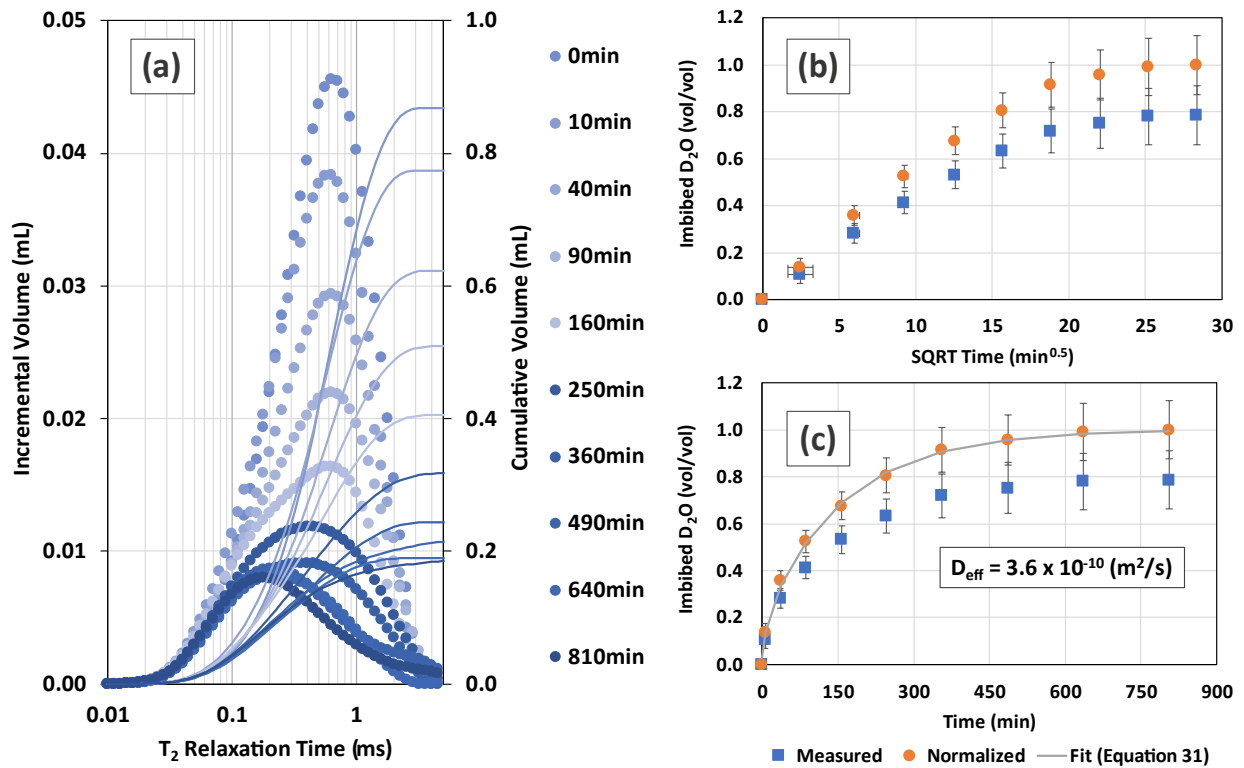 (a)
0.05
0.04
0.03
0.02
0.01
0.00
Incremental Volume (mL)
1.0
0.8
0.6
0.4
0.2
0.0
Cumulative Volume (mL)
0.01
0.1
1
T2 Relaxation Time (ms)
0min
10min
40min
90min
160min
250min
360min
490min
640min
810min
(b)
1.2
1.0
0.8
0.6
0.4
0.2
0.0
Imbibed D2O (vol/vol)
0 5 10 15 20 25 30
SQRT Time (min^0.5)
(c)
1.2
1.0
0.8
0.6
0.4
0.2
0.0
Imbibed D2O (vol/vol)
Deff = 3.6 x 10^-10 (m^2/s)
0 150 300 450 600 750 900
Time (min)
Measured Normalized Fit (Equation 31)